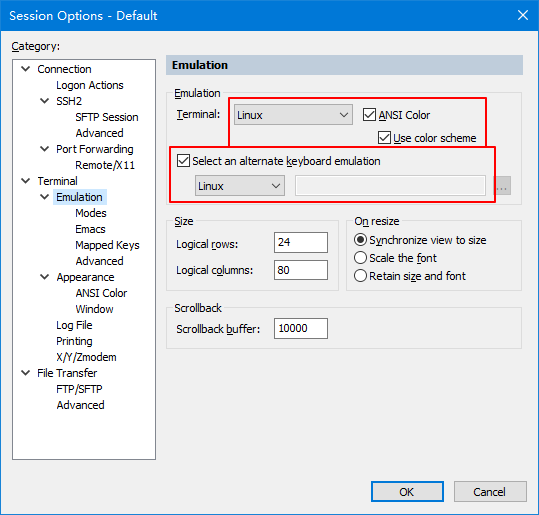 Session Options - Default
Category:
Connection
Logon Actions
SSH2
SFTP Session
Advanced
Port Forwarding
Remote/X11
Terminal
Emulation
Modes
Emacs
Mapped Keys
Advanced
Appearance
ANSI Color
Window
Log File
Printing
X/Y/Zmodem
File Transfer
FTP/SFTP
Advanced
Emulation
Emulation
Terminal: Linux ANSI Color
Use color scheme
Select an alternate keyboard emulation
Linux ...
Size
Logical rows: 24
Logical columns: 80
On resize
Synchronize view to size
Scale the font
Retain size and font
Scrollback
Scrollback buffer: 10000
OK Cancel